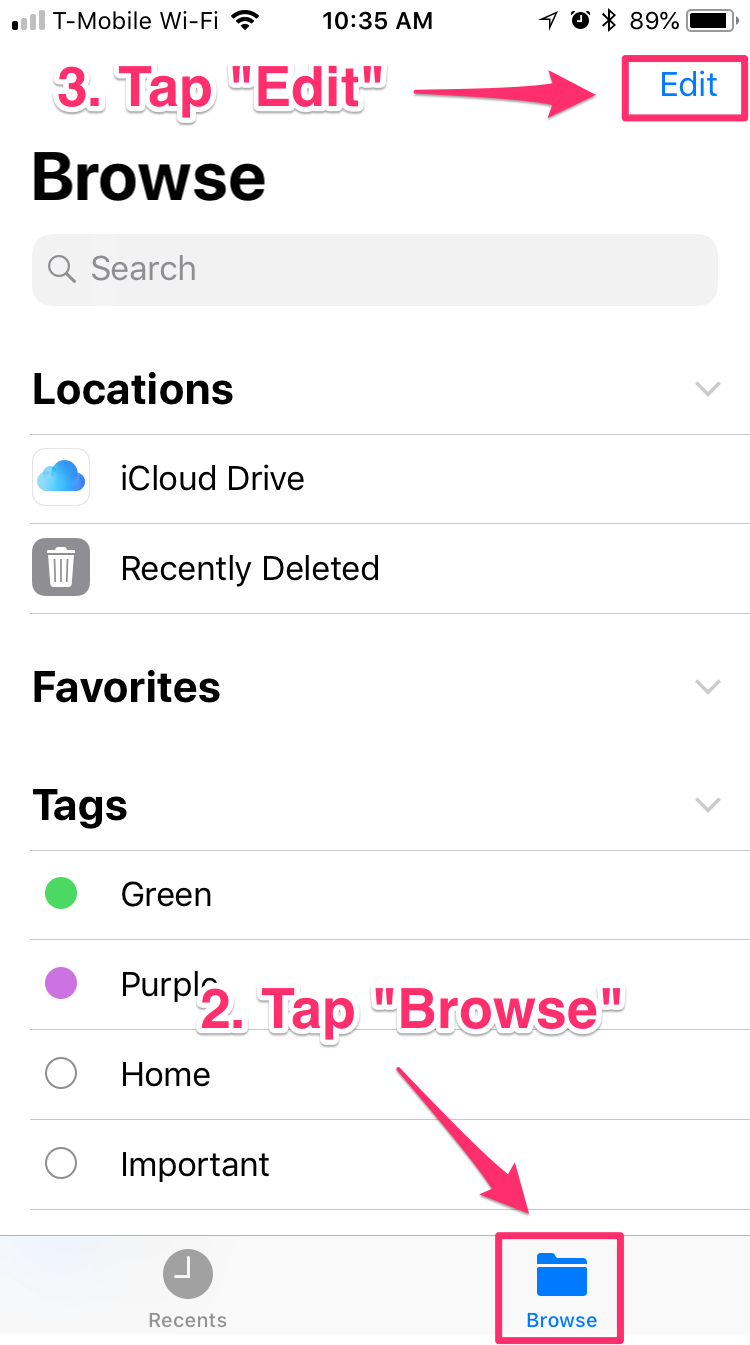 T-Mobile Wi-Fi 10:35 AM 89%
3. Tap "Edit" Edit
Browse
Search
Locations
iCloud Drive
Recently Deleted
Favorites
Tags
Green
Purple
2. Tap "Browse"
Home
Important
Recents Browse